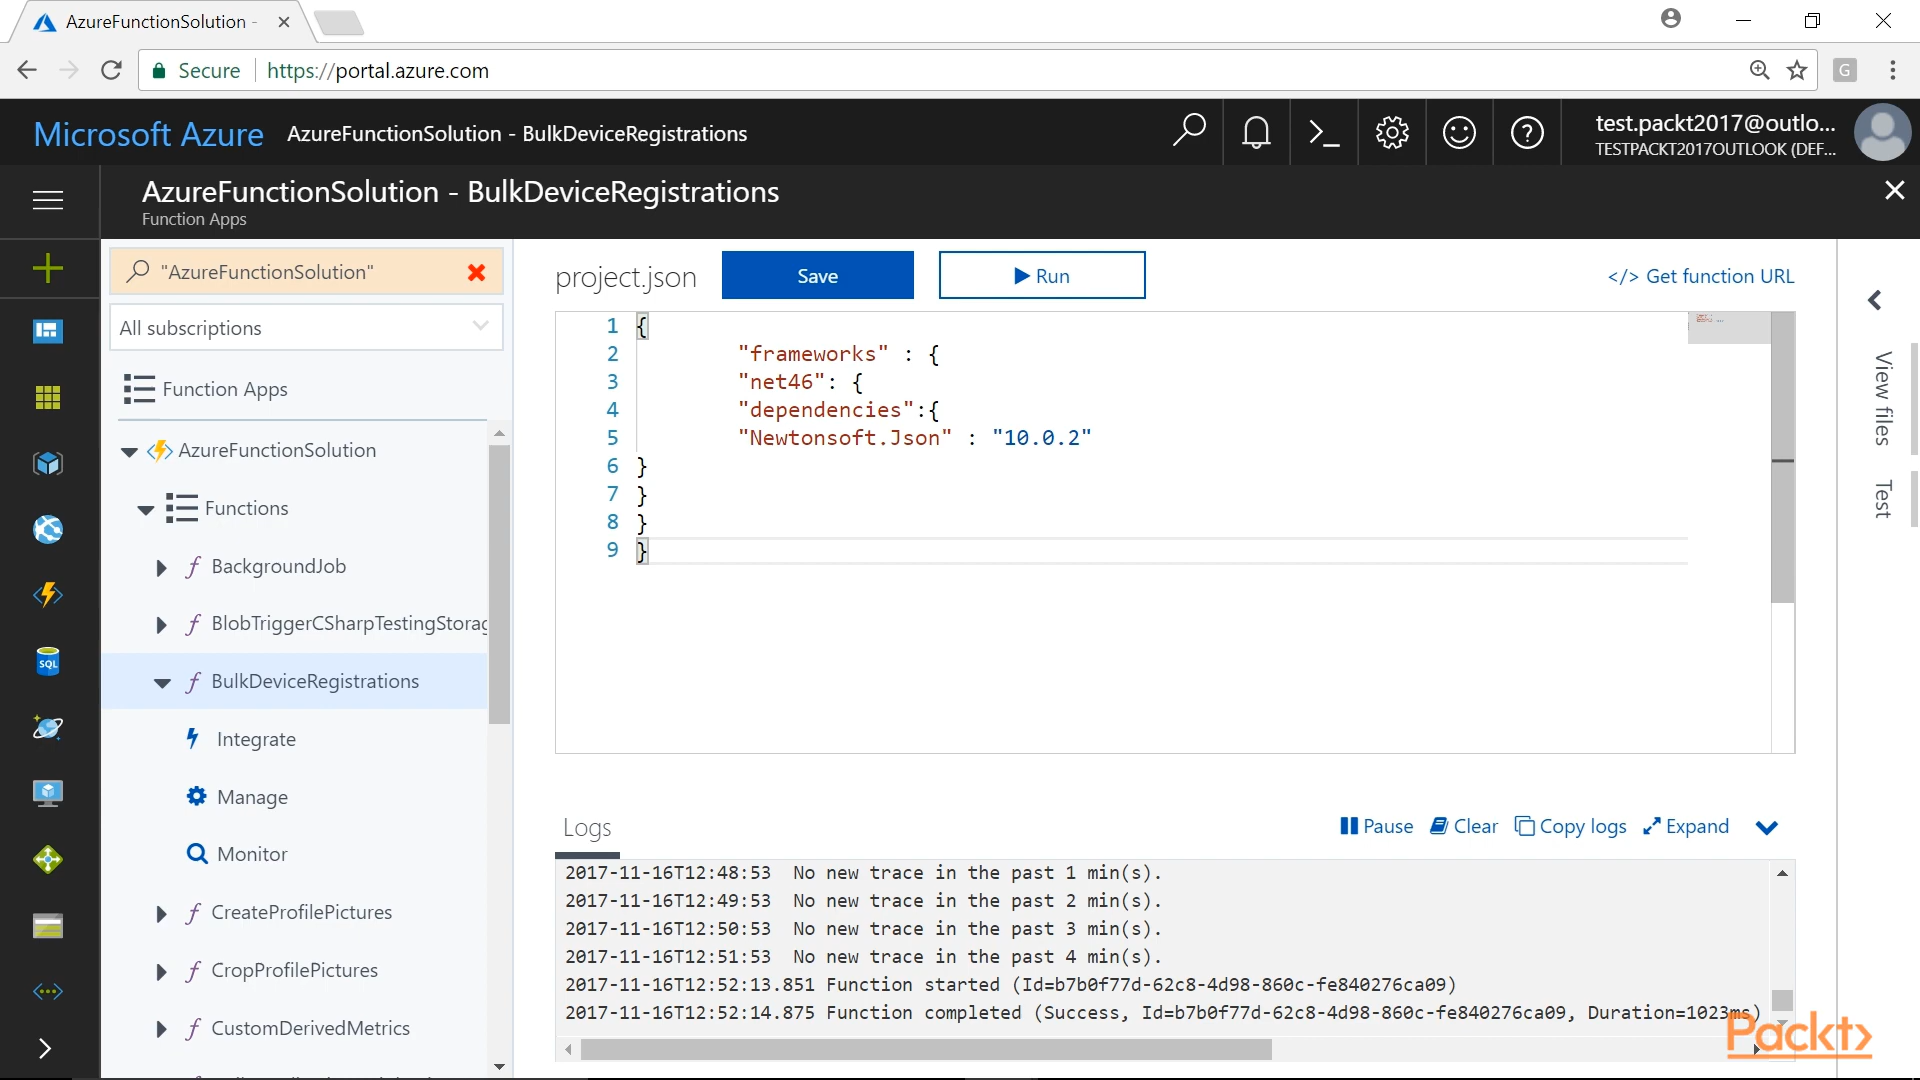 AzureFunctionSolution -
Secure https://portal.azure.com
G
Microsoft Azure AzureFunctionSolution - BulkDeviceRegistrations
test.packt2017@outlo...
TESTPACKT2017OUTLOOK (DEF...
AzureFunctionSolution - BulkDeviceRegistrations
Function Apps
"AzureFunctionSolution"
All subscriptions
Function Apps
AzureFunctionSolution
Functions
BackgroundJob
BlobTriggerCSharpTestingStorag
BulkDeviceRegistrations
Integrate
Manage
Monitor
CreateProfilePictures
CropProfilePictures
CustomDerivedMetrics
SQL
project.json
Save
Run
</> Get function URL
1 {
2 "frameworks" : {
3 "net46": {
4 "dependencies":{
5 "Newtonsoft.Json" : "10.0.2"
6 }
7 }
8 }
9 }
View files
Test
Logs
Pause Clear Copy logs Expand
2017-11-16T12:48:53 No new trace in the past 1 min(s).
2017-11-16T12:49:53 No new trace in the past 2 min(s).
2017-11-16T12:50:53 No new trace in the past 3 min(s).
2017-11-16T12:51:53 No new trace in the past 4 min(s).
2017-11-16T12:52:13.851 Function started (Id=b7b0f77d-62c8-4d98-860c-fe840276ca09)
2017-11-16T12:52:14.875 Function completed (Success, Id=b7b0f77d-62c8-4d98-860c-fe840276ca09, Duration=1023ms)
Packt>